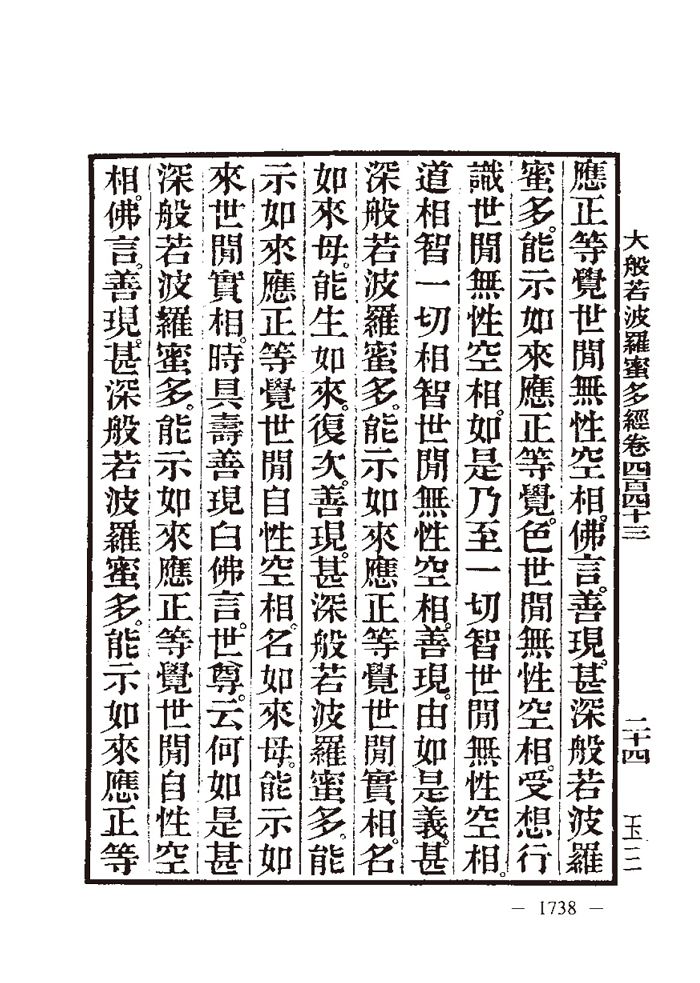 大般若波羅蜜多經卷四百四十三
二十四
玉三
應正等覺世閒無性空相。佛言。善現。甚深般若波羅
蜜多。能示如來應正等覺。色世閒無性空相。受想行
識世閒無性空相。如是乃至一切智世閒無性空相。
道相智一切相智世閒無性空相。善現。由如是義。甚
深般若波羅蜜多。能示如來應正等覺世閒實相。名
如來母。能生如來。復次。善現。甚深般若波羅蜜多。能
示如來應正等覺世閒自性空相。名如來母。能示如
來世閒實相。時具壽善現白佛言。世尊。云何如是甚
深般若波羅蜜多。能示如來應正等覺世閒自性空
相。佛言。善現。甚深般若波羅蜜多。能示如來應正等
— 1738 —